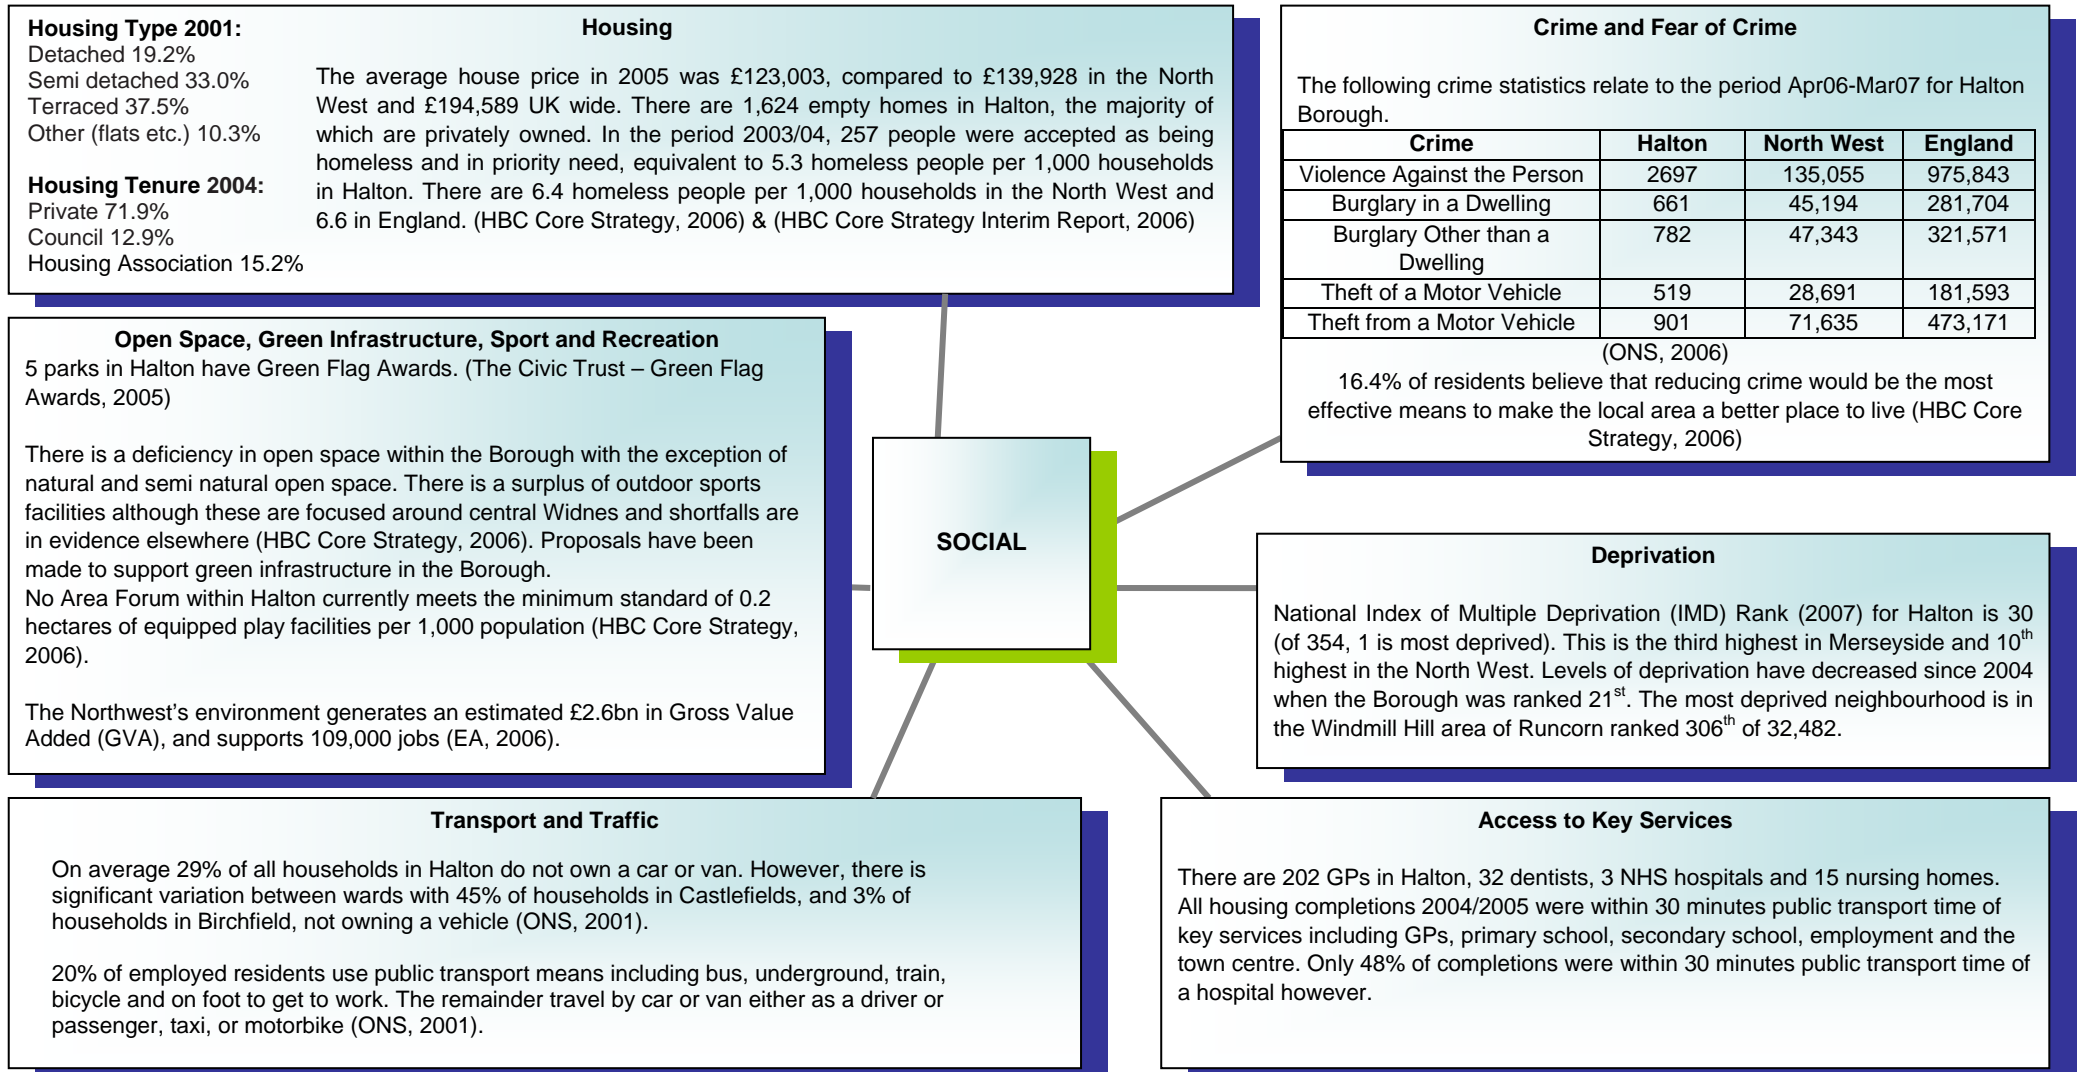 Housing Type 2001:
Detached 19.2%
Semi detached 33.0%
Terraced 37.5%
Other (flats etc.) 10.3%
Housing Tenure 2004:
Private 71.9%
Council 12.9%
Housing Association 15.2%
Housing
The average house price in 2005 was £123,003, compared to £139,928 in the North
West and £194,589 UK wide. There are 1,624 empty homes in Halton, the majority of
which are privately owned. In the period 2003/04, 257 people were accepted as being
homeless and in priority need, equivalent to 5.3 homeless people per 1,000 households
in Halton. There are 6.4 homeless people per 1,000 households in the North West and
6.6 in England. (HBC Core Strategy, 2006) & (HBC Core Strategy Interim Report, 2006)
Crime and Fear of Crime
The following crime statistics relate to the period Apr06-Mar07 for Halton
Borough.
Crime Halton North West England
Violence Against the Person 2697 135,055 975,843
Burglary in a Dwelling 661 45,194 281,704
Burglary Other than a 782 47,343 321,571
Dwelling
Theft of a Motor Vehicle 519 28,691 181,593
Theft from a Motor Vehicle 901 71,635 473,171
(ONS, 2006)
16.4% of residents believe that reducing crime would be the most
effective means to make the local area a better place to live (HBC Core
Strategy, 2006)
Open Space, Green Infrastructure, Sport and Recreation
5 parks in Halton have Green Flag Awards. (The Civic Trust – Green Flag
Awards, 2005)
There is a deficiency in open space within the Borough with the exception of
natural and semi natural open space. There is a surplus of outdoor sports
facilities although these are focused around central Widnes and shortfalls are
in evidence elsewhere (HBC Core Strategy, 2006). Proposals have been
made to support green infrastructure in the Borough.
No Area Forum within Halton currently meets the minimum standard of 0.2
hectares of equipped play facilities per 1,000 population (HBC Core Strategy,
2006).
The Northwest's environment generates an estimated £2.6bn in Gross Value
Added (GVA), and supports 109,000 jobs (EA, 2006).
SOCIAL
Deprivation
National Index of Multiple Deprivation (IMD) Rank (2007) for Halton is 30
(of 354, 1 is most deprived). This is the third highest in Merseyside and 10th
highest in the North West. Levels of deprivation have decreased since 2004
when the Borough was ranked 21st. The most deprived neighbourhood is in
the Windmill Hill area of Runcorn ranked 306th of 32,482.
Transport and Traffic
On average 29% of all households in Halton do not own a car or van. However, there is
significant variation between wards with 45% of households in Castlefields, and 3% of
households in Birchfield, not owning a vehicle (ONS, 2001).
20% of employed residents use public transport means including bus, underground, train,
bicycle and on foot to get to work. The remainder travel by car or van either as a driver or
passenger, taxi, or motorbike (ONS, 2001).
Access to Key Services
There are 202 GPs in Halton, 32 dentists, 3 NHS hospitals and 15 nursing homes.
All housing completions 2004/2005 were within 30 minutes public transport time of
key services including GPs, primary school, secondary school, employment and the
town centre. Only 48% of completions were within 30 minutes public transport time of
a hospital however.